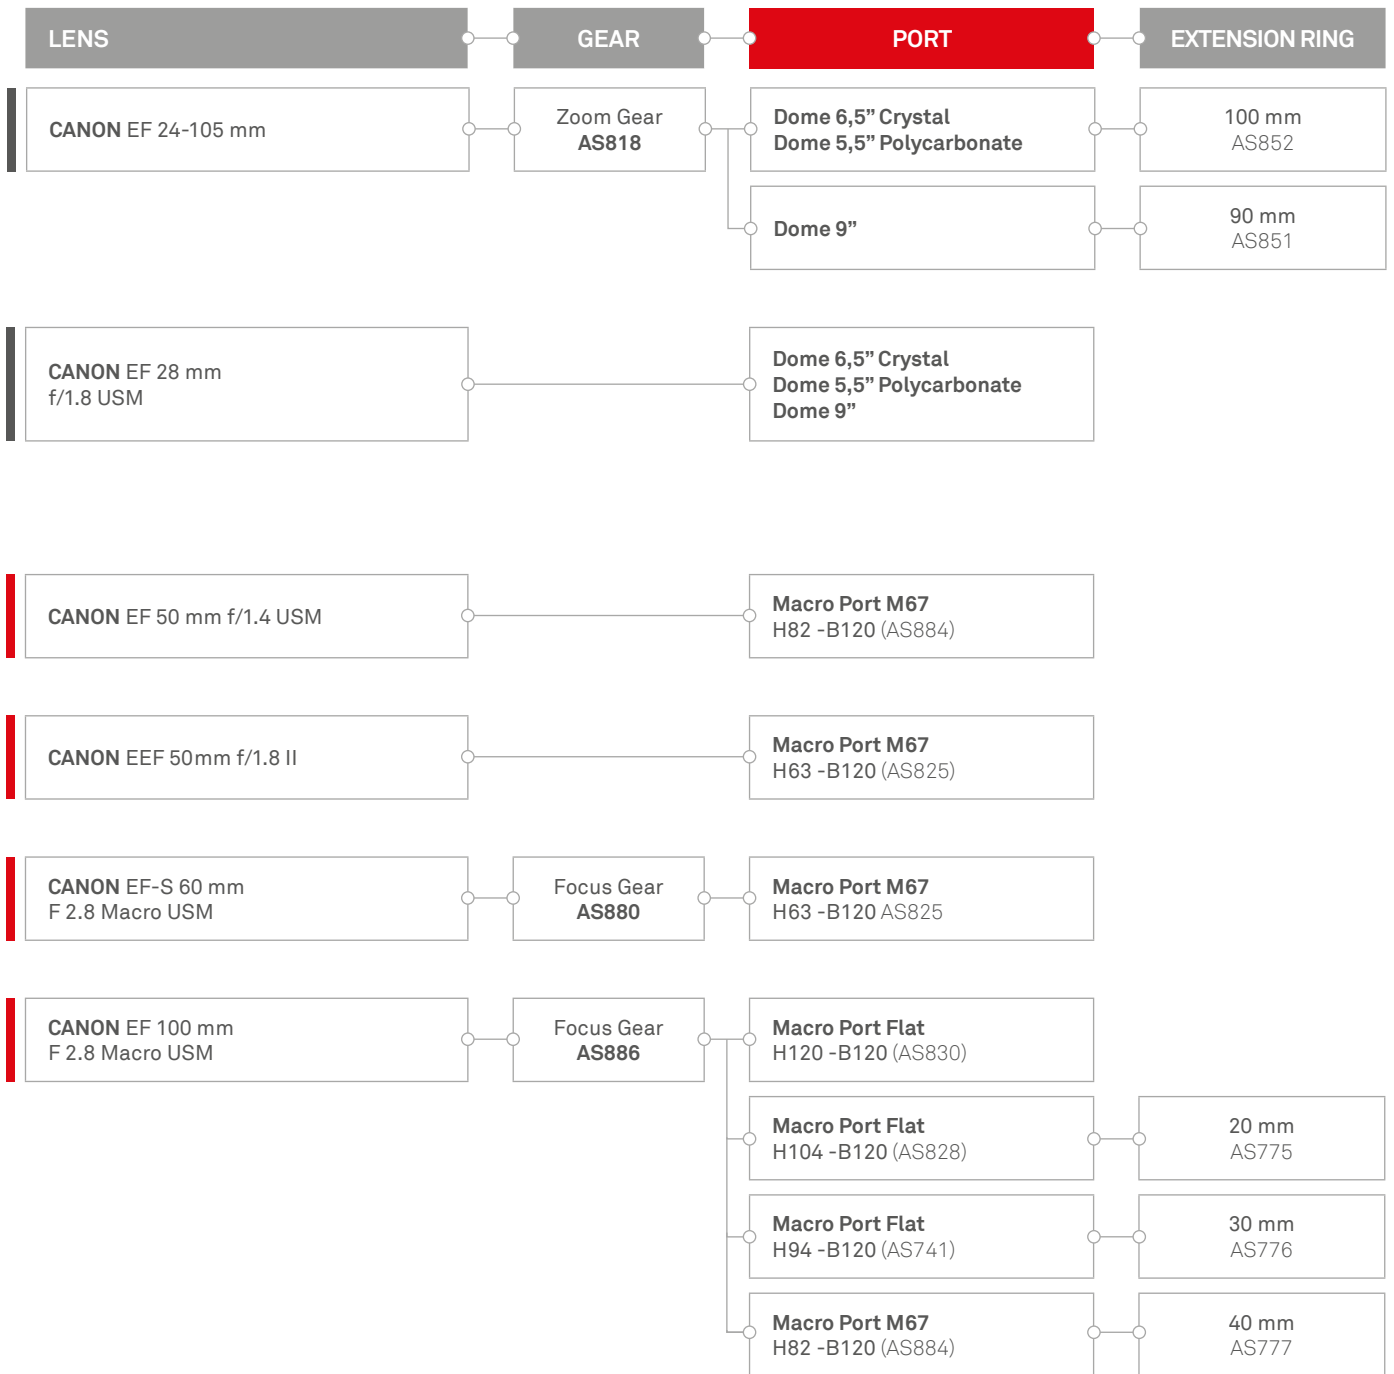 LENS
GEAR
PORT
EXTENSION RING
CANON EF 24-105 mm
Zoom Gear
AS818
Dome 6,5” Crystal
Dome 5,5” Polycarbonate
100 mm
AS852
Dome 9”
90 mm
AS851
CANON EF 28 mm
f/1.8 USM
Dome 6,5” Crystal
Dome 5,5” Polycarbonate
Dome 9”
CANON EF 50 mm f/1.4 USM
Macro Port M67
H82 -B120 (AS884)
CANON EEF 50mm f/1.8 II
Macro Port M67
H63 -B120 (AS825)
CANON EF-S 60 mm
F 2.8 Macro USM
Focus Gear
AS880
Macro Port M67
H63 -B120 AS825
CANON EF 100 mm
F 2.8 Macro USM
Focus Gear
AS886
Macro Port Flat
H120 -B120 (AS830)
Macro Port Flat
H104 -B120 (AS828)
20 mm
AS775
Macro Port Flat
H94 -B120 (AS741)
30 mm
AS776
Macro Port M67
H82 -B120 (AS884)
40 mm
AS777